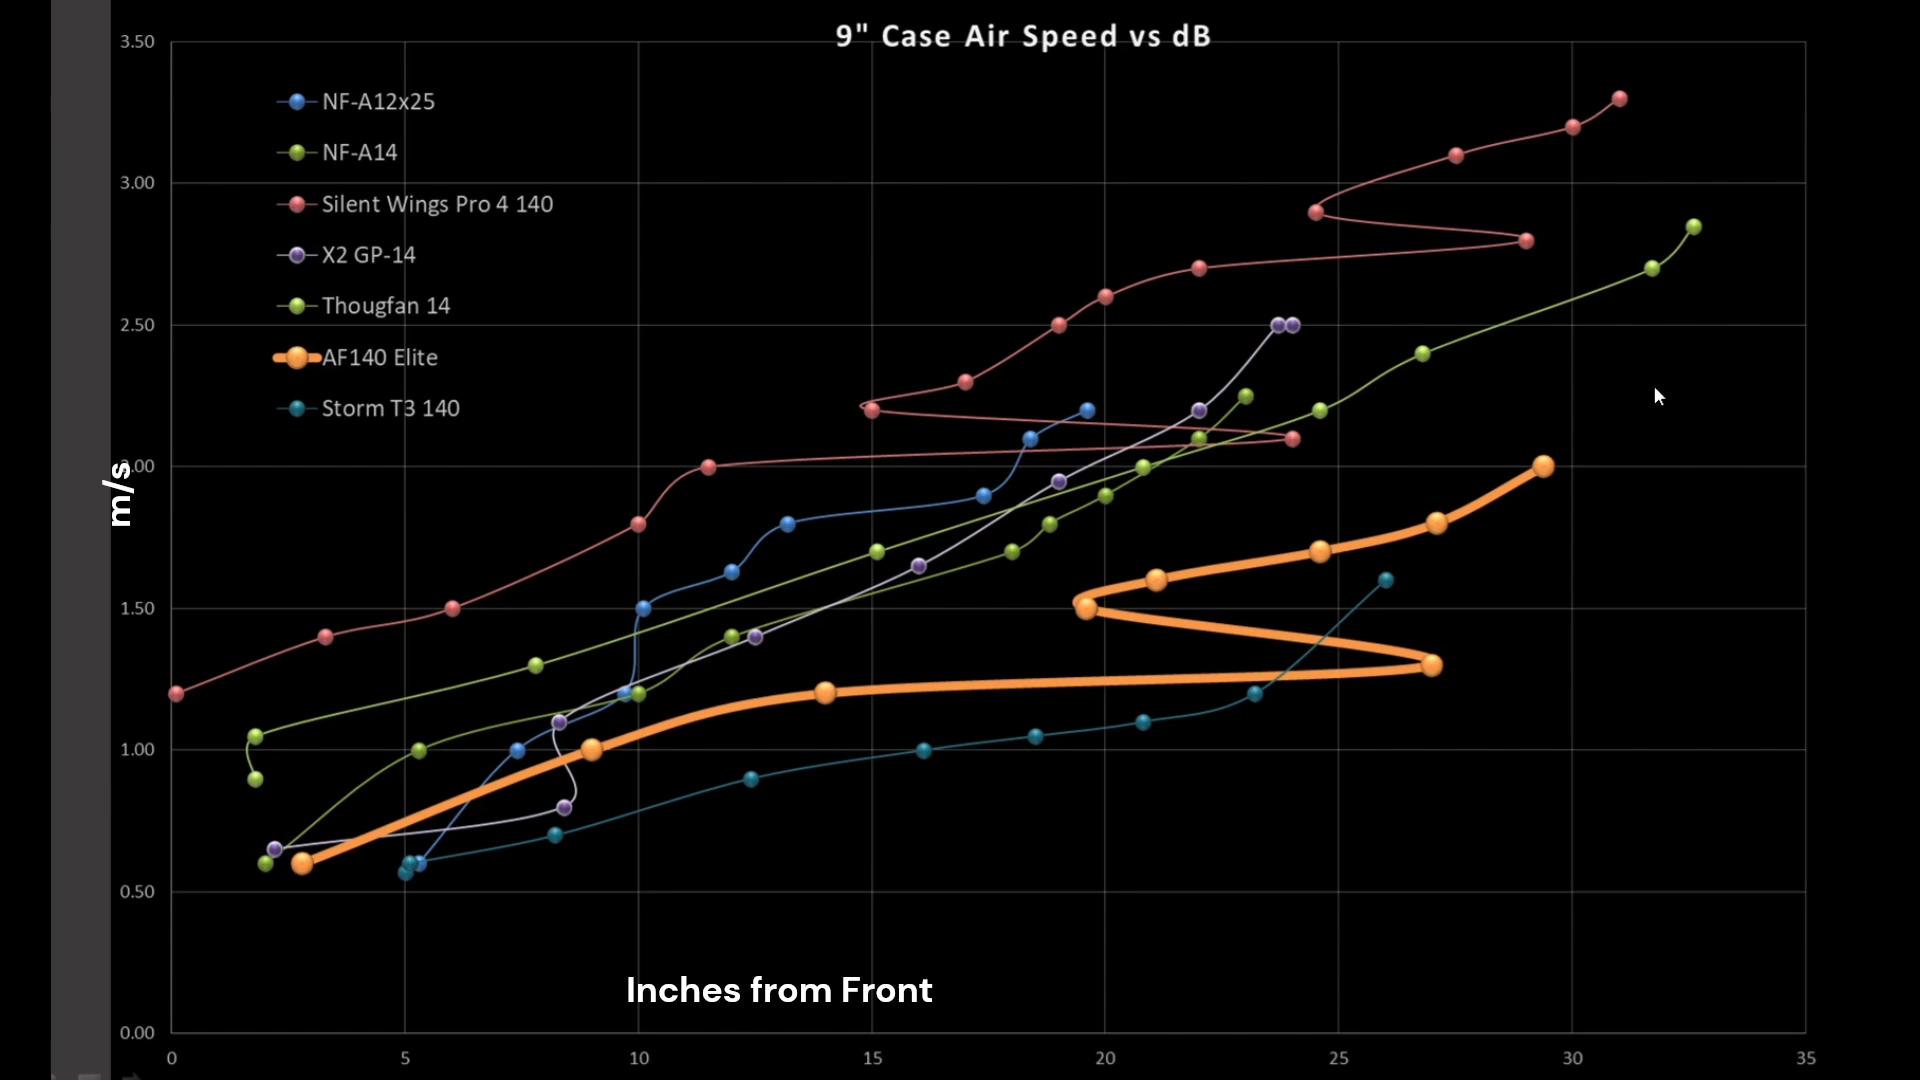 9" Case Air Speed vs dB
3.50
3.00
2.50
2.00
1.50
1.00
0.50
0.00
m/s
NF-A12x25
NF-A14
Silent Wings Pro 4 140
X2 GP-14
Thougfan 14
AF140 Elite
Storm T3 140
Inches from Front
0 5 10 15 20 25 30 35